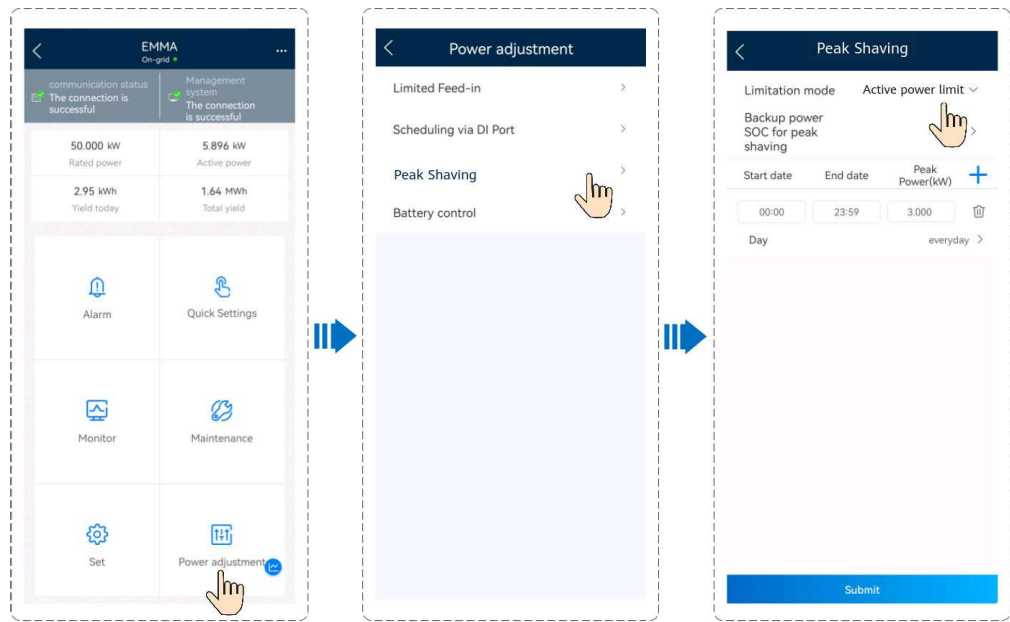 EMMA
On-grid
...
communication status
The connection is
successful
Management
system
The connection
is successful
50.000 kW
Rated power
5.896 kW
Active power
2.95 kWh
Yield today
1.64 MWh
Total yield
Alarm
Quick Settings
Monitor
Maintenance
Set
Power adjustment
Power adjustment
Limited Feed-in
Scheduling via DI Port
Peak Shaving
Battery control
Peak Shaving
Limitation mode
Active power limit
Backup power
SOC for peak
shaving
Start date
End date
Peak
Power(kW)
00:00
23:59
3.000
Day
everyday
Submit